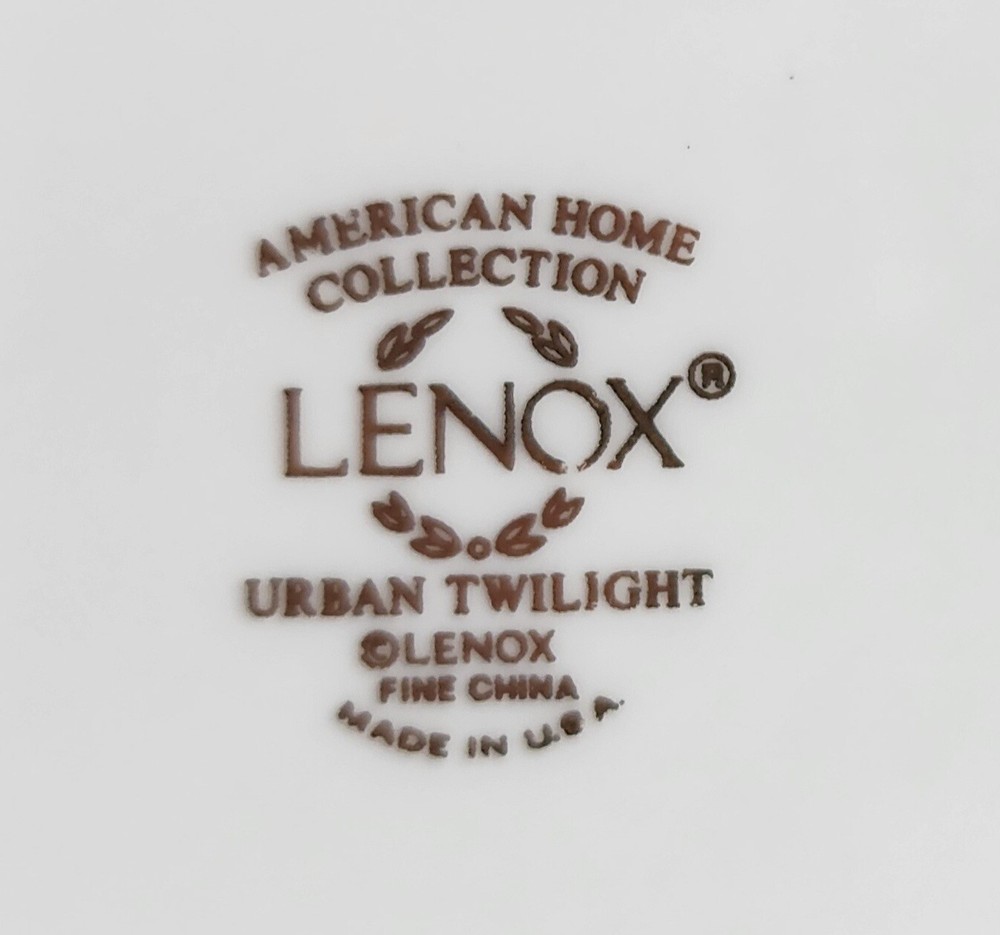 AMERICAN HOME
COLLECTION
LENOX®
URBAN TWILIGHT
©LENOX
FINE CHINA
MADE IN U.S.A.